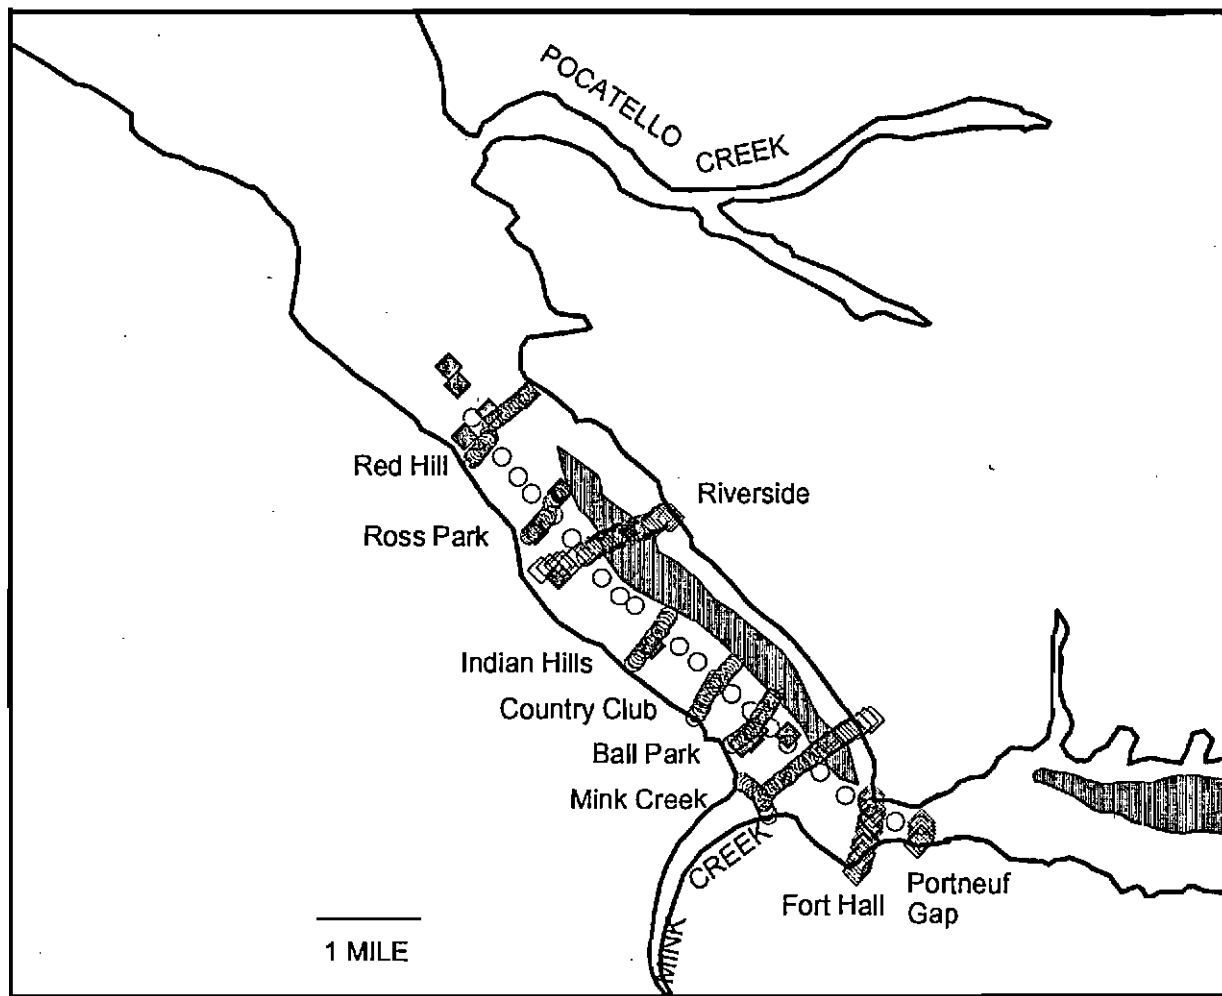 POCATELLO
CREEK
Red Hill
Riverside
Ross Park
Indian Hills
Country Club
Ball Park
Mink Creek
CREEK
MINK
Fort Hall
Portneuf
Gap
1 MILE